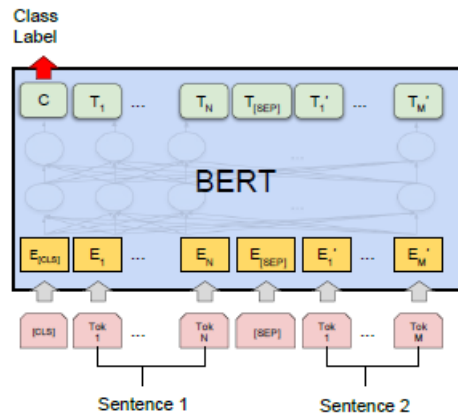 Class
Label
C T1 ... TN T[SEP] T1' ... TM'
...
BERT
...
E[CLS] E1 ... EN E[SEP] E1' ... EM'
[CLS] Tok 1 ... Tok N [SEP] Tok 1 ... Tok M
Sentence 1 Sentence 2